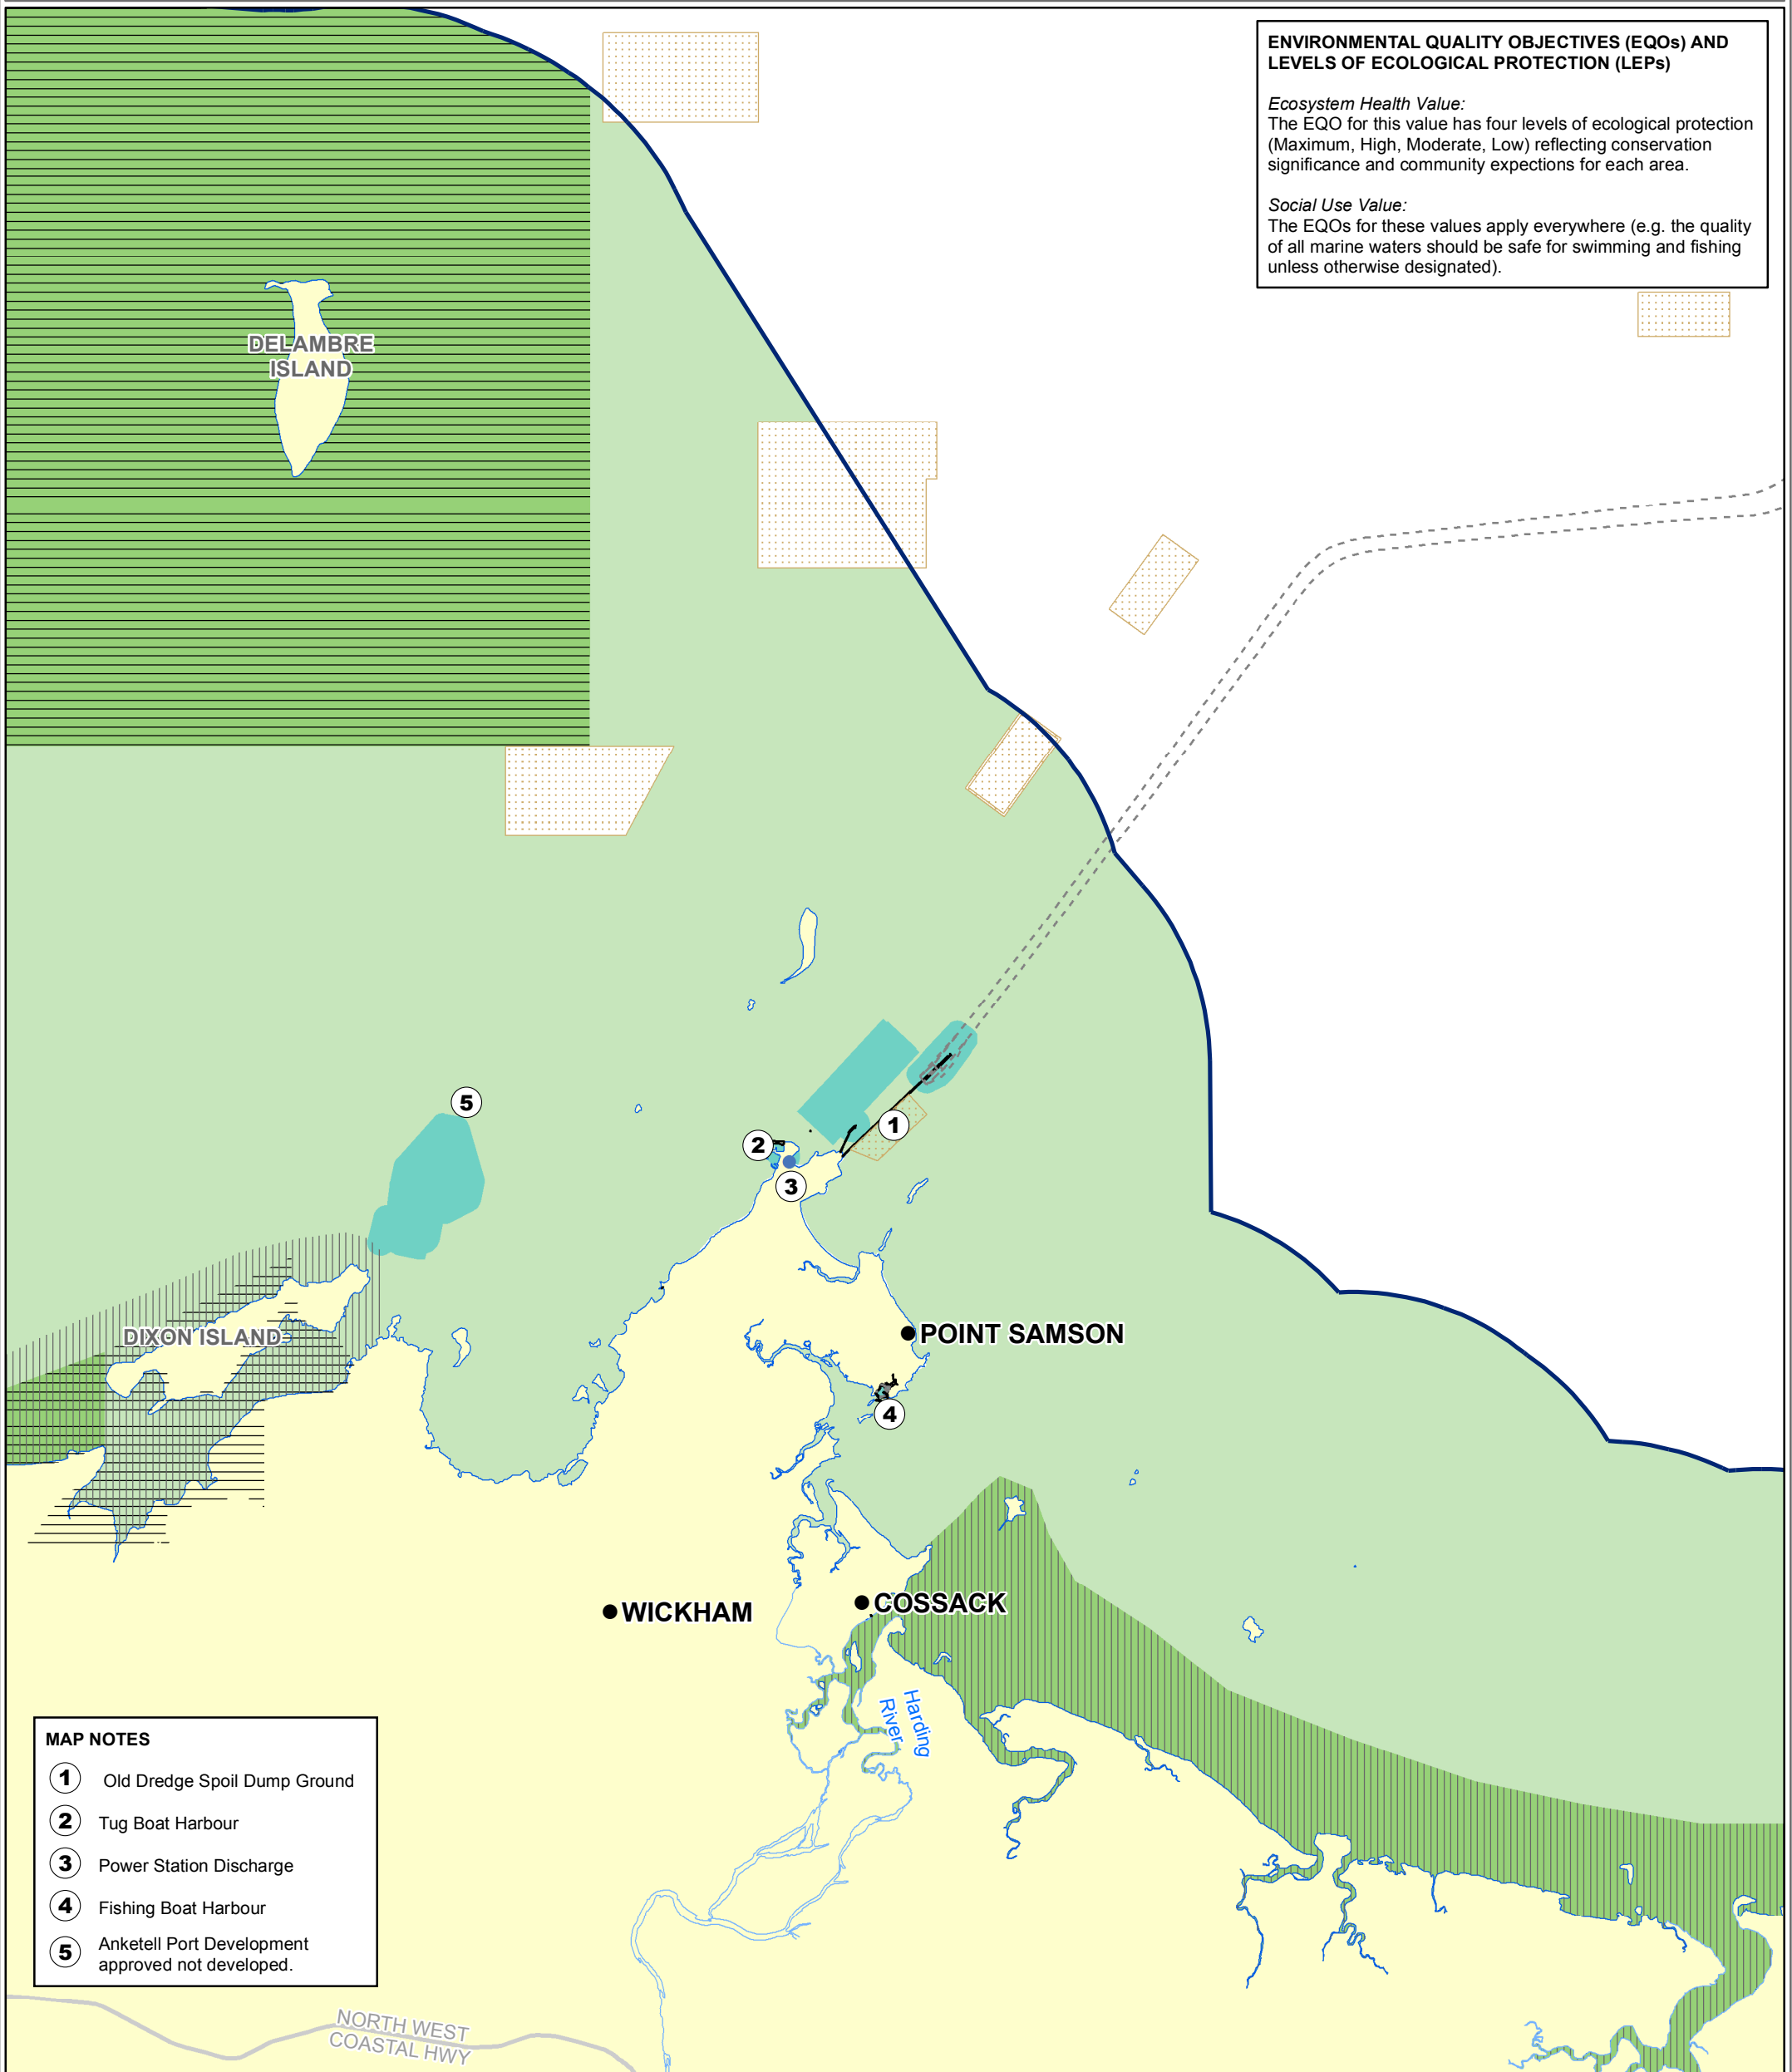 ENVIRONMENTAL QUALITY OBJECTIVES (EQOs) AND
LEVELS OF ECOLOGICAL PROTECTION (LEPs)
Ecosystem Health Value:
The EQO for this value has four levels of ecological protection
(Maximum, High, Moderate, Low) reflecting conservation
significance and community expections for each area.
Social Use Value:
The EQOs for these values apply everywhere (e.g. the quality
of all marine waters should be safe for swimming and fishing
unless otherwise designated).
DELAMBRE
ISLAND
5
1
2
3
DIXON ISLAND
POINT SAMSON
4
WICKHAM
COSSACK
Harding
River
MAP NOTES
1 Old Dredge Spoil Dump Ground
2 Tug Boat Harbour
3 Power Station Discharge
4 Fishing Boat Harbour
5 Anketell Port Development
approved not developed.
NORTH WEST
COASTAL HWY